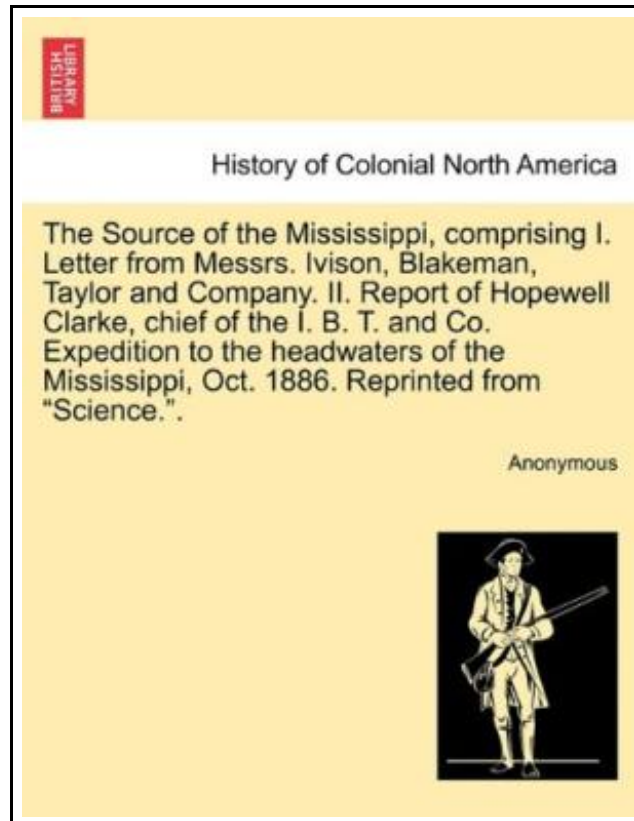 BRITISH
LIBRARY
History of Colonial North America
The Source of the Mississippi, comprising I.
Letter from Messrs. Ivison, Blakeman,
Taylor and Company. II. Report of Hopewell
Clarke, chief of the I. B. T. and Co.
Expedition to the headwaters of the
Mississippi, Oct. 1886. Reprinted from
“Science.”.
Anonymous